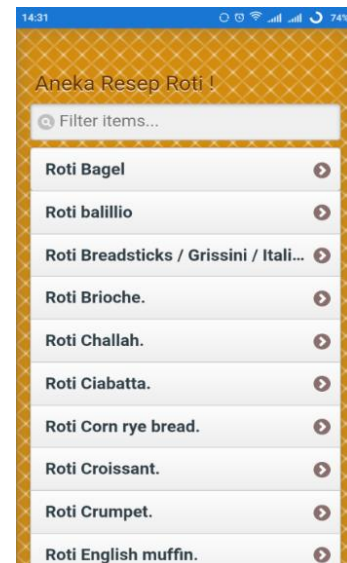 14:31
74%
Aneka Resep Roti !
Filter items...
Roti Bagel
Roti balillio
Roti Breadsticks / Grissini / Itali...
Roti Brioche.
Roti Challah.
Roti Ciabatta.
Roti Corn rye bread.
Roti Croissant.
Roti Crumpet.
Roti English muffin.